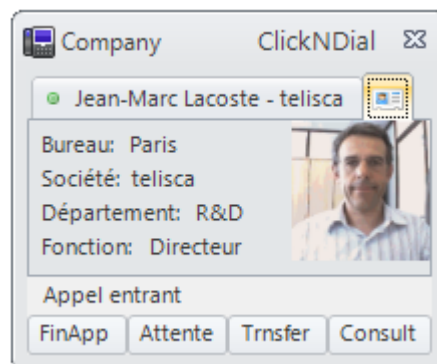 Company ClickNDial
Jean-Marc Lacoste - telisca
Bureau: Paris
Société: telisca
Département: R&D
Fonction: Directeur
Appel entrant
FinApp Attente Trnsfer Consult